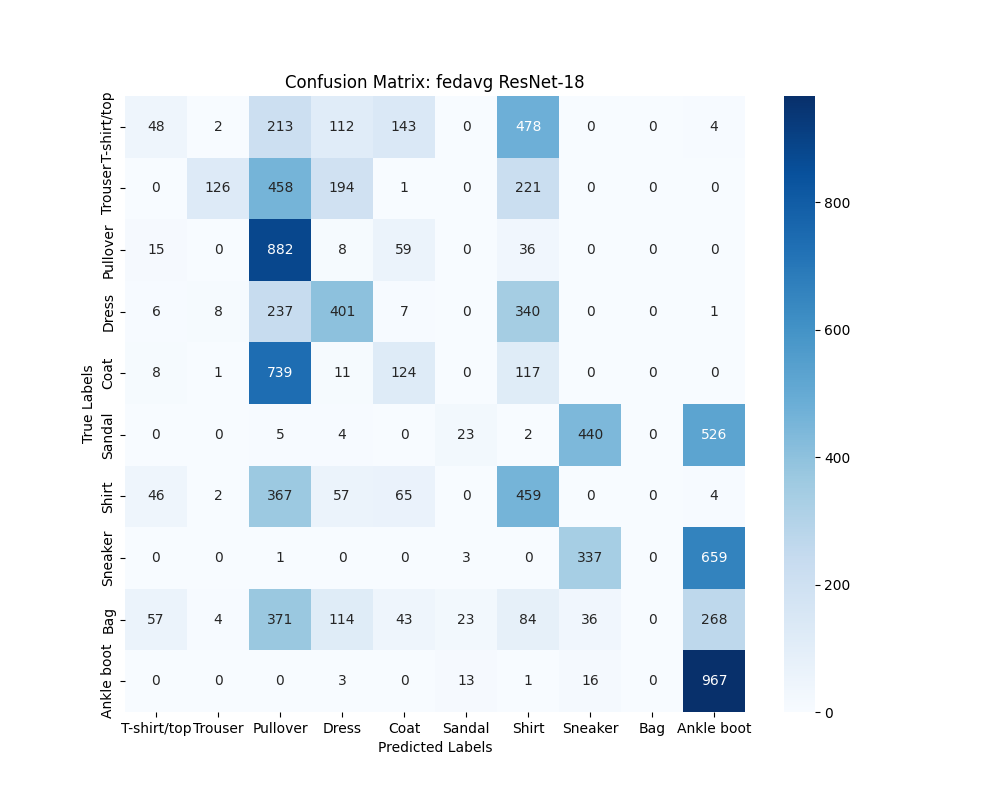 Confusion Matrix: fedavg ResNet-18
True Labels
T-shirt/top 48 2 213 112 143 0 478 0 0 4
Trouser 0 126 458 194 1 0 221 0 0 0
Pullover 15 0 882 8 59 0 36 0 0 0
Dress 6 8 237 401 7 0 340 0 0 1
Coat 8 1 739 11 124 0 117 0 0 0
Sandal 0 0 5 4 0 23 2 440 0 526
Shirt 46 2 367 57 65 0 459 0 0 4
Sneaker 0 0 1 0 0 3 0 337 0 659
Bag 57 4 371 114 43 23 84 36 0 268
Ankle boot 0 0 0 3 0 13 1 16 0 967
T-shirt/top Trouser Pullover Dress Coat Sandal Shirt Sneaker Bag Ankle boot
Predicted Labels
800
600
400
200
0